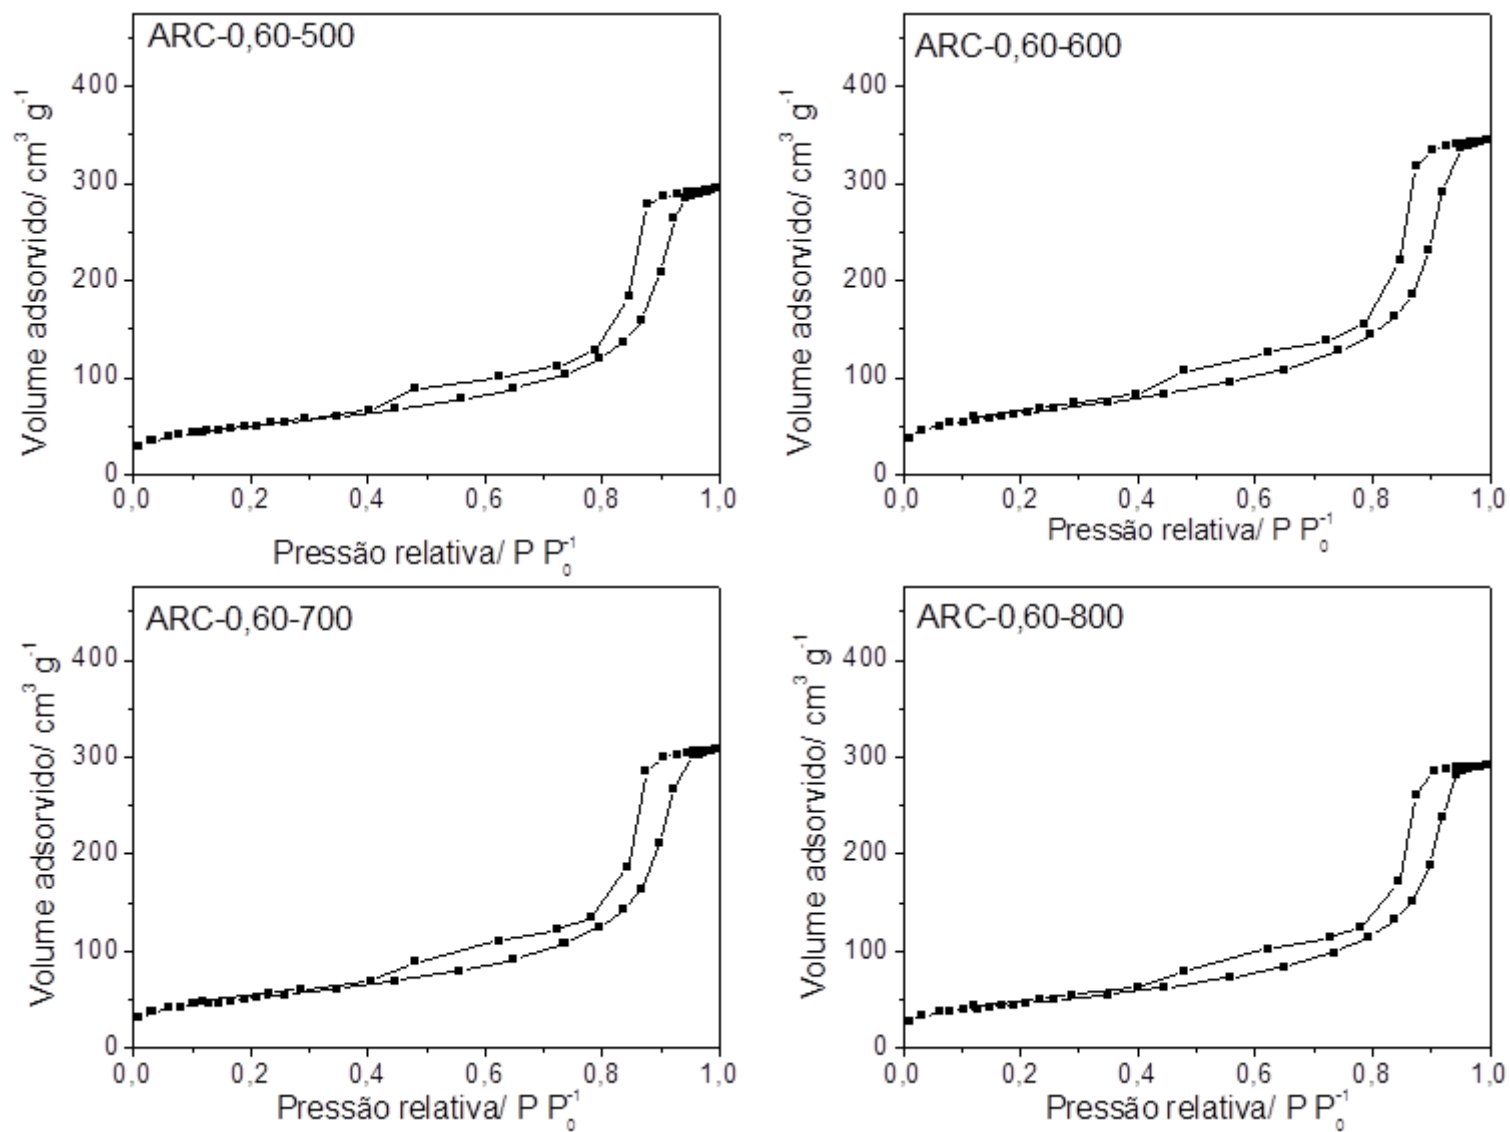 ARC-0,60-500
Volume adsorvido/ cm³ g⁻¹
400
300
200
100
0
0,0 0,2 0,4 0,6 0,8 1,0
Pressão relativa/ P P₀⁻¹
ARC-0,60-600
Volume adsorvido/ cm³ g⁻¹
400
300
200
100
0
0,0 0,2 0,4 0,6 0,8 1,0
Pressão relativa/ P P₀⁻¹
ARC-0,60-700
Volume adsorvido/ cm³ g⁻¹
400
300
200
100
0
0,0 0,2 0,4 0,6 0,8 1,0
Pressão relativa/ P P₀⁻¹
ARC-0,60-800
Volume adsorvido/ cm³ g⁻¹
400
300
200
100
0
0,0 0,2 0,4 0,6 0,8 1,0
Pressão relativa/ P P₀⁻¹